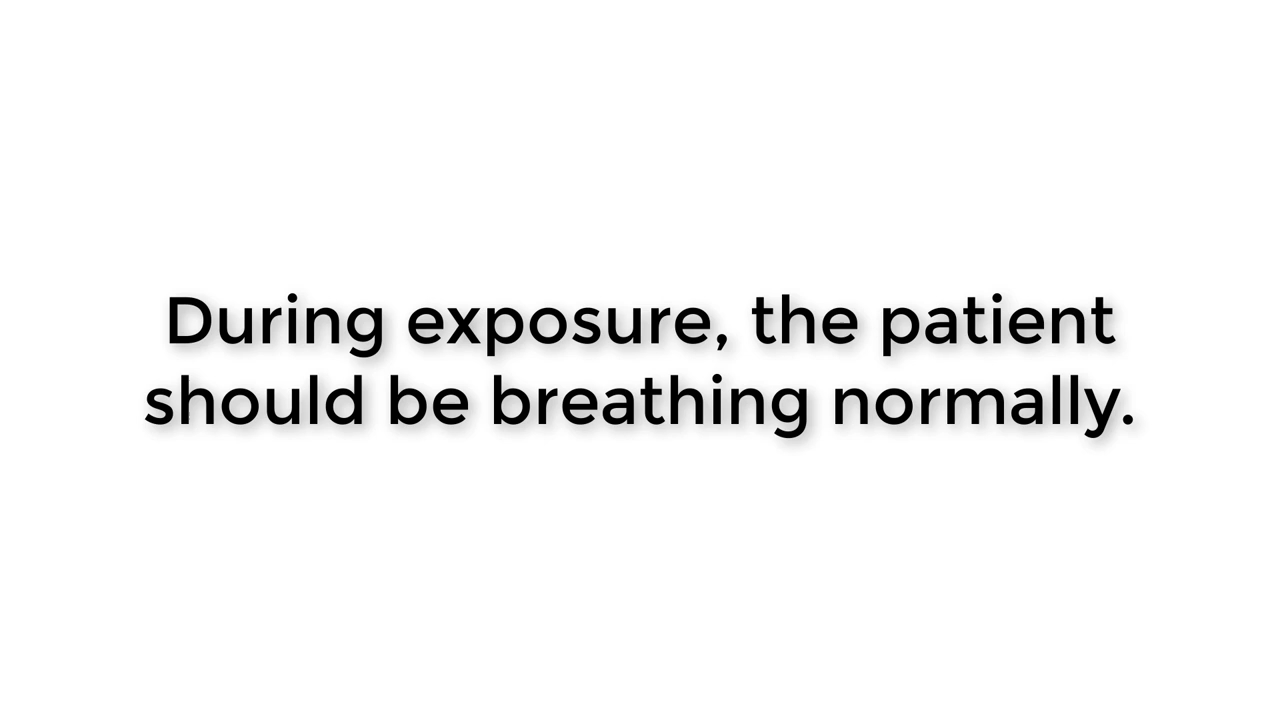 During exposure, the patient
should be breathing normally.